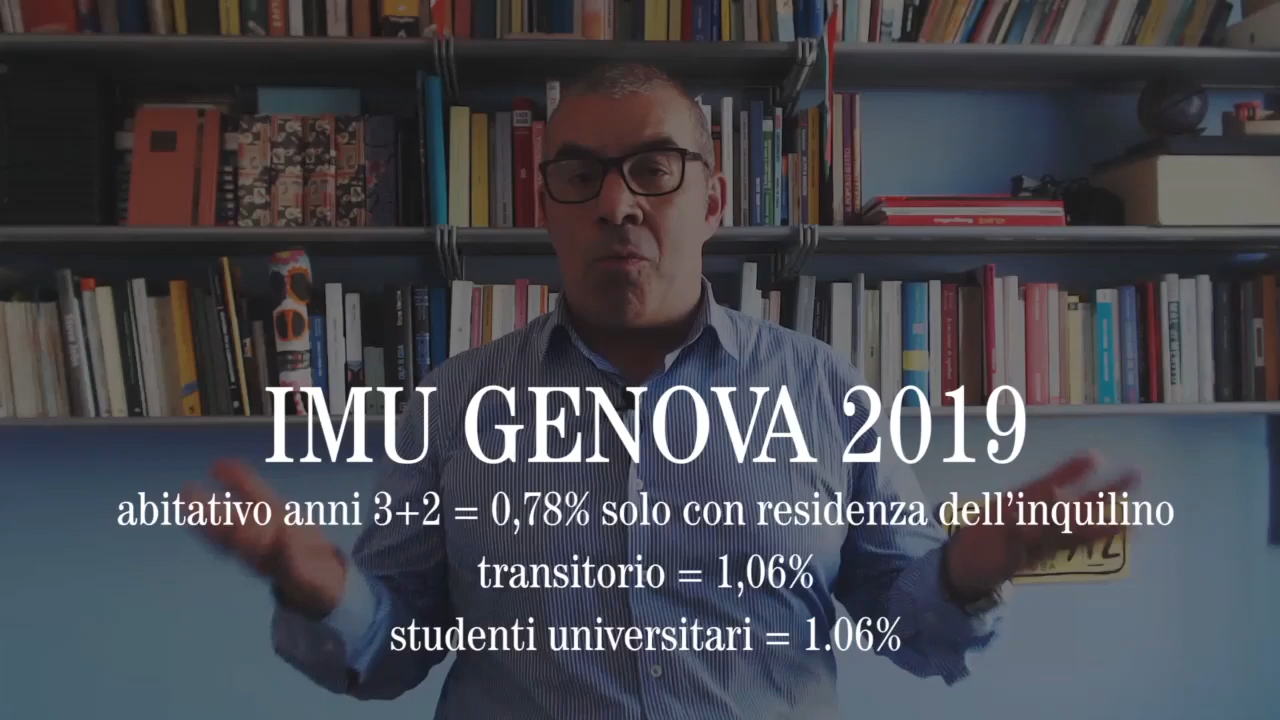 IMU GENOVA 2019
abitativo anni 3+2 = 0,78% solo con residenza dell'inquilino
transitorio = 1,06%
studenti universitari = 1.06%